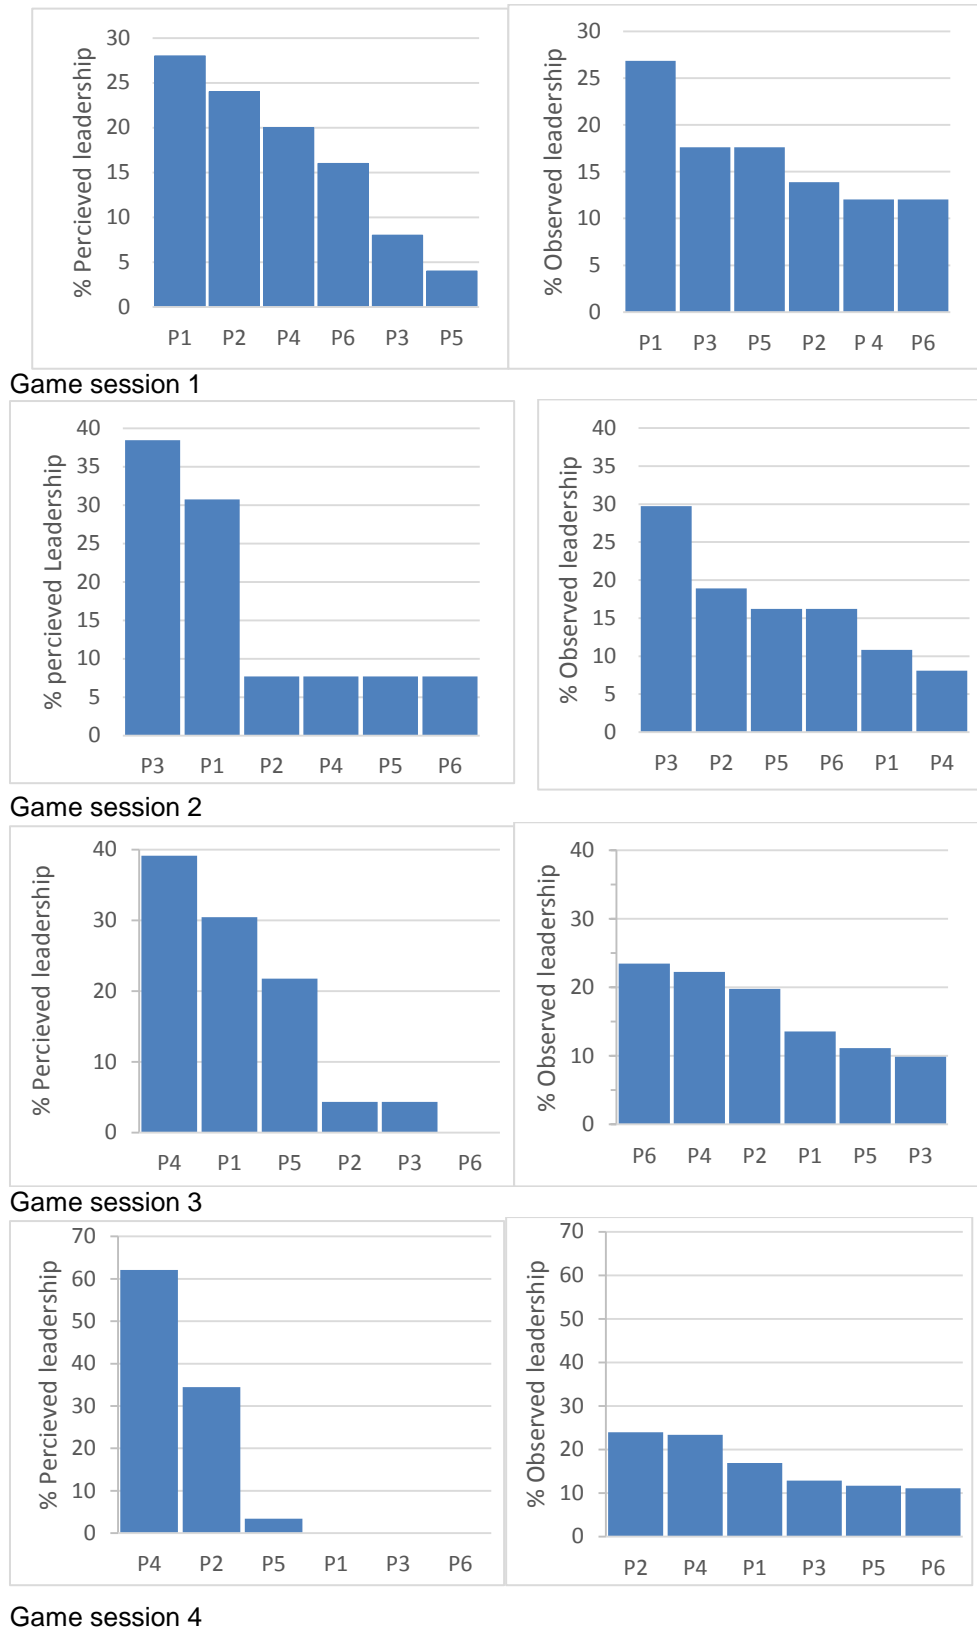 % Percieved leadership
30
25
20
15
10
5
0
P1 P2 P4 P6 P3 P5
% Observed leadership
30
25
20
15
10
5
0
P1 P3 P5 P2 P 4 P6
Game session 1
% percieved Leadership
40
35
30
25
20
15
10
5
0
P3 P1 P2 P4 P5 P6
% Observed leadership
40
35
30
25
20
15
10
5
0
P3 P2 P5 P6 P1 P4
Game session 2
% Percieved leadership
40
30
20
10
0
P4 P1 P5 P2 P3 P6
% Observed leadership
40
30
20
10
0
P6 P4 P2 P1 P5 P3
Game session 3
% Percieved leadership
70
60
50
40
30
20
10
0
P4 P2 P5 P1 P3 P6
% Observed leadership
70
60
50
40
30
20
10
0
P2 P4 P1 P3 P5 P6
Game session 4